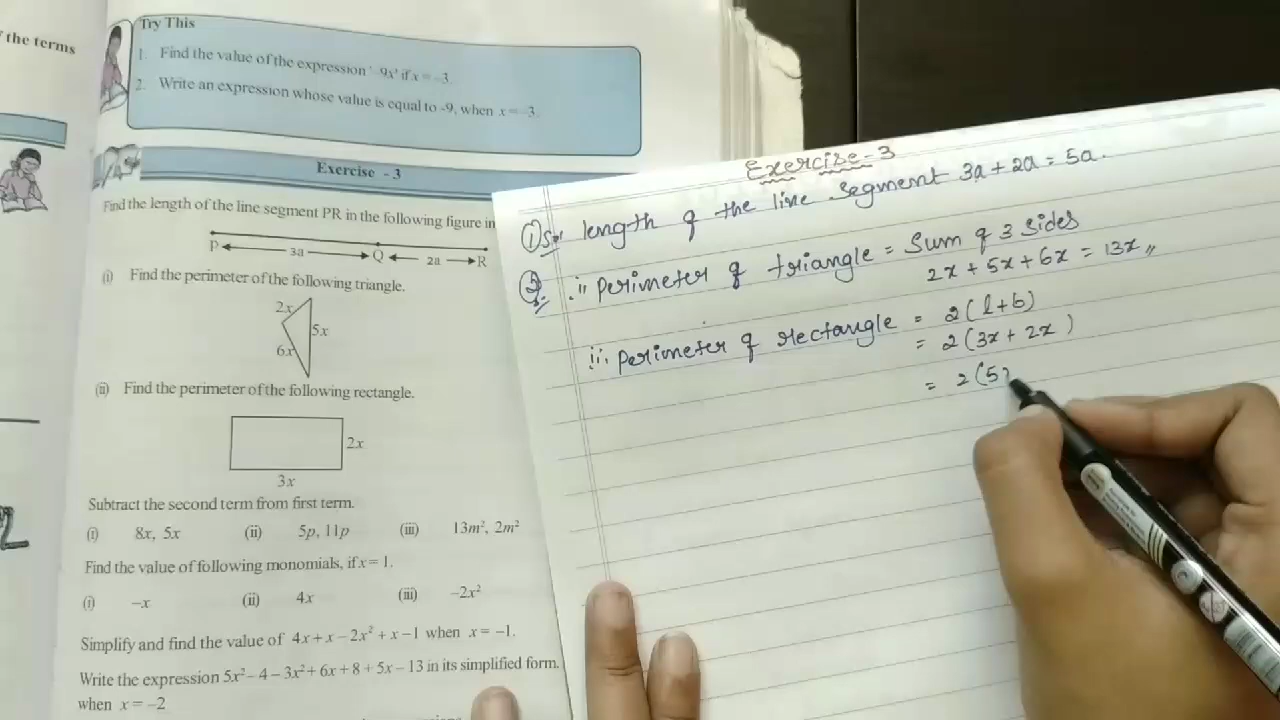 f the terms
Try This
1. Find the value of the expression '-9x' if x = -3.
2. Write an expression whose value is equal to -9, when x = -3.
Exercise - 3
Find the length of the line segment PR in the following figure in
P 3a Q 2a R
(i) Find the perimeter of the following triangle.
2x
5x
6x
(ii) Find the perimeter of the following rectangle.
2x
3x
Subtract the second term from first term.
(i) 8x, 5x (ii) 5p, 11p (iii) 13m², 2m²
Find the value of following monomials, if x = 1.
(i) -x (ii) 4x (iii) -2x²
Simplify and find the value of 4x + x - 2x² + x - 1 when x = -1.
Write the expression 5x² - 4 - 3x² + 6x + 8 + 5x - 13 in its simplified form.
when x = -2
Exercise-3
① Sol length of the line segment 3a + 2a = 5a.
② i. perimeter of triangle = Sum of 3 sides
2x + 5x + 6x = 13x,,
ii. perimeter of rectangle = 2(l+b)
= 2(3x + 2x)
= 2(5